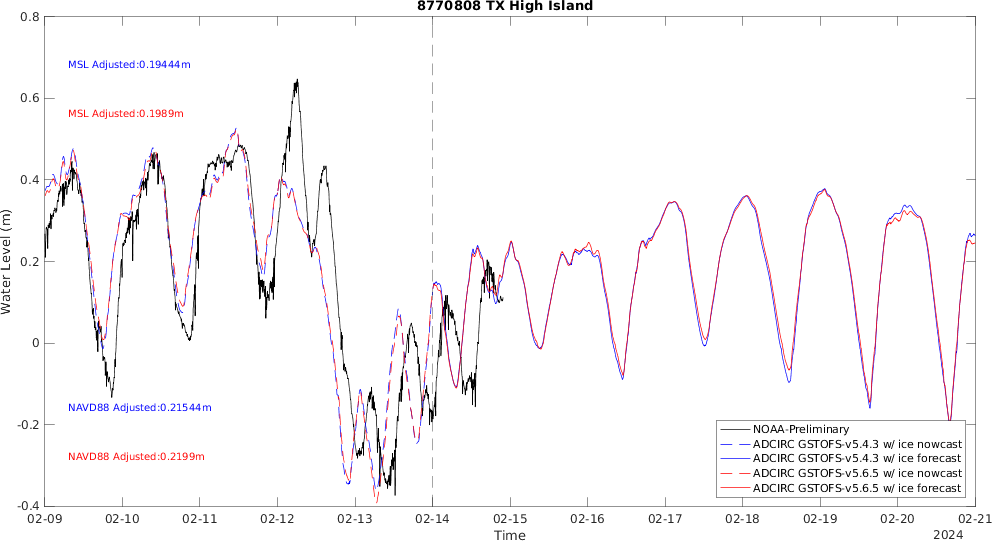 8770808 TX High Island
0.8
0.6
0.4
0.2
0
-0.2
-0.4
Water Level (m)
MSL Adjusted:0.19444m
MSL Adjusted:0.1989m
NAVD88 Adjusted:0.21544m
NAVD88 Adjusted:0.2199m
NOAA-Preliminary
ADCIRC GSTOFS-v5.4.3 w/ ice nowcast
ADCIRC GSTOFS-v5.4.3 w/ ice forecast
ADCIRC GSTOFS-v5.6.5 w/ ice nowcast
ADCIRC GSTOFS-v5.6.5 w/ ice forecast
02-09 02-10 02-11 02-12 02-13 02-14 02-15 02-16 02-17 02-18 02-19 02-20 02-21
Time
2024